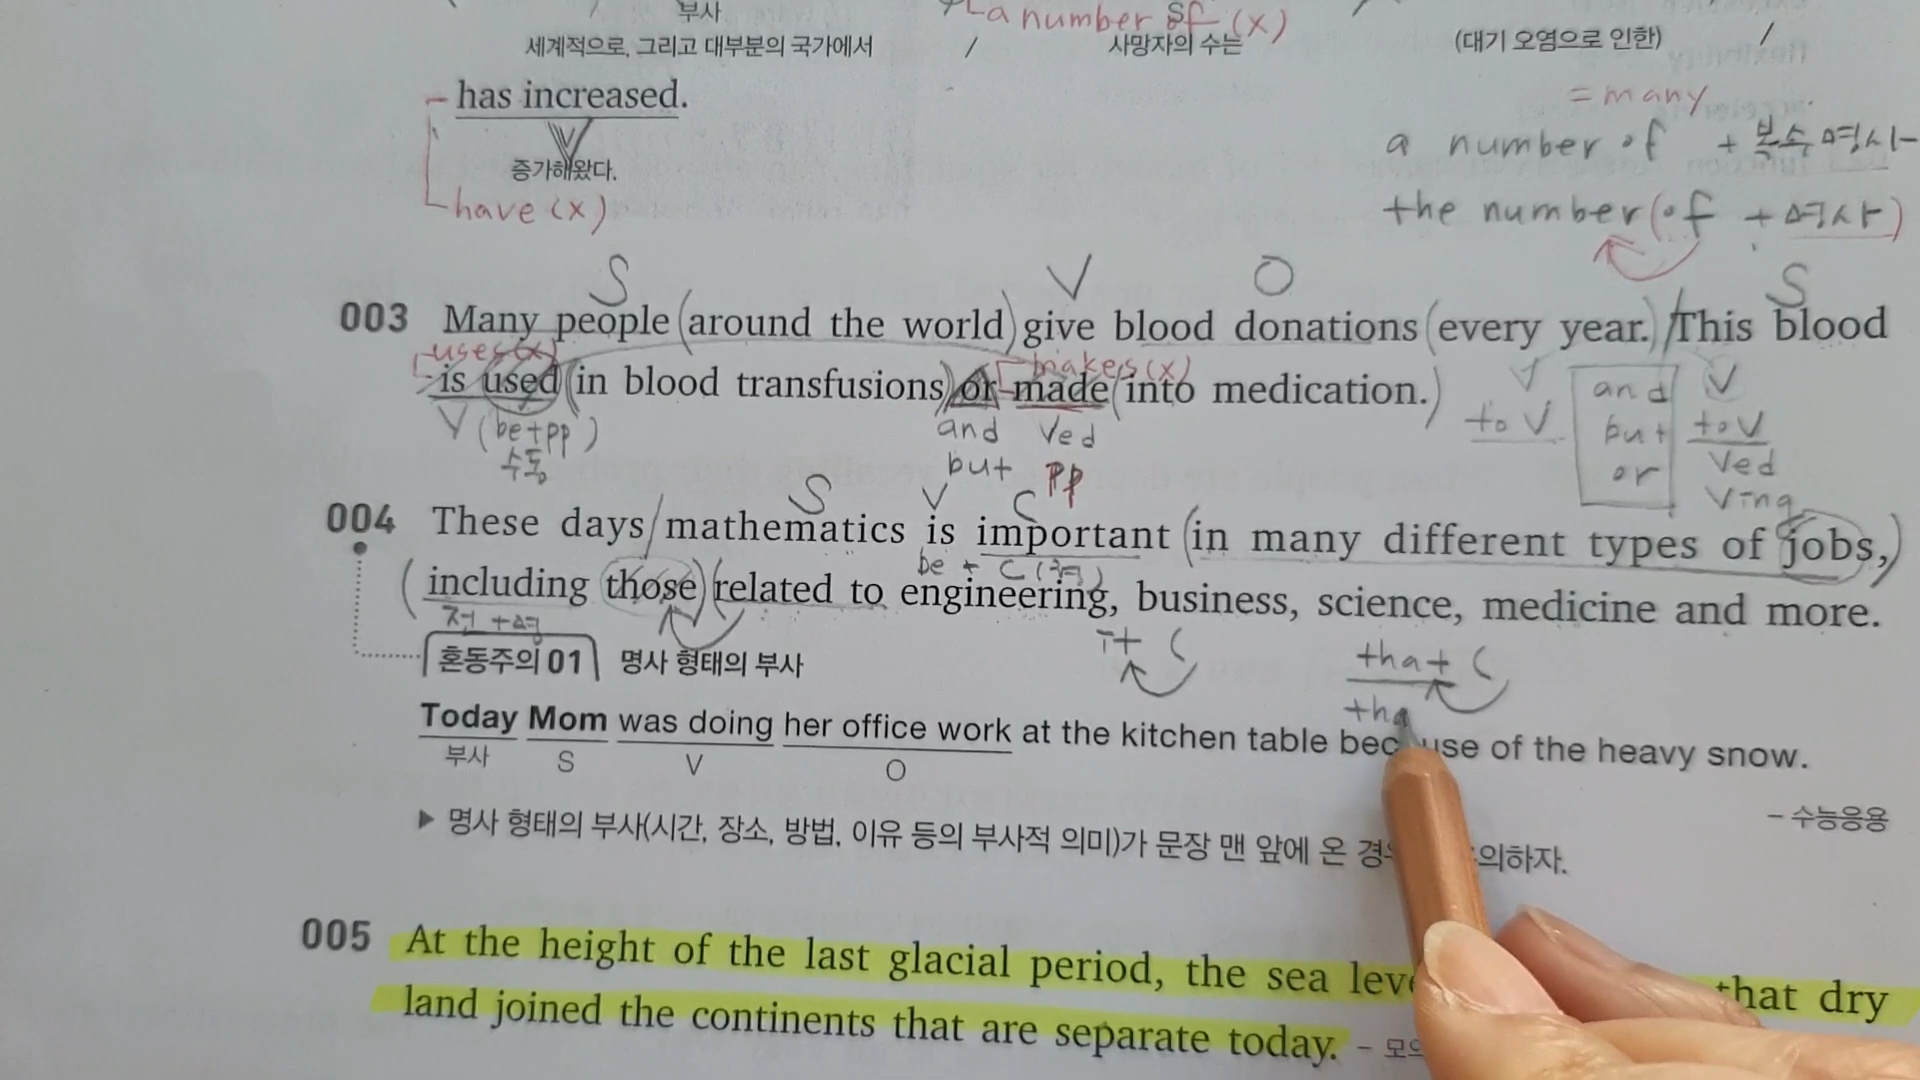 부사 a number of (x) S
세계적으로, 그리고 대부분의 국가에서 / 사망자의 수는 (대기 오염으로 인한) /
has increased. = many
V a number of + 복수명사
증가해왔다.
have (x) the number (of + 명사)
S V O S
003 Many people (around the world) give blood donations (every year.) / This blood
uses(x) makes(x)
is used (in blood transfusions) or made (into medication.)
V (be+pp) and Ved to V and V
수동 but pp but to V
or Ved
Ving
S V C
004 These days / mathematics is important (in many different types of jobs,)
be + C (형)
(including those) (related to engineering, business, science, medicine and more.
전 + 명
it ( that (
혼동주의 01 명사 형태의 부사
tha
Today Mom was doing her office work at the kitchen table bec use of the heavy snow.
부사 S V O
– 수능응용
▶ 명사 형태의 부사(시간, 장소, 방법, 이유 등의 부사적 의미)가 문장 맨 앞에 온 의하자.
005 At the height of the last glacial period, the sea that dry
land joined the continents that are separate today. –